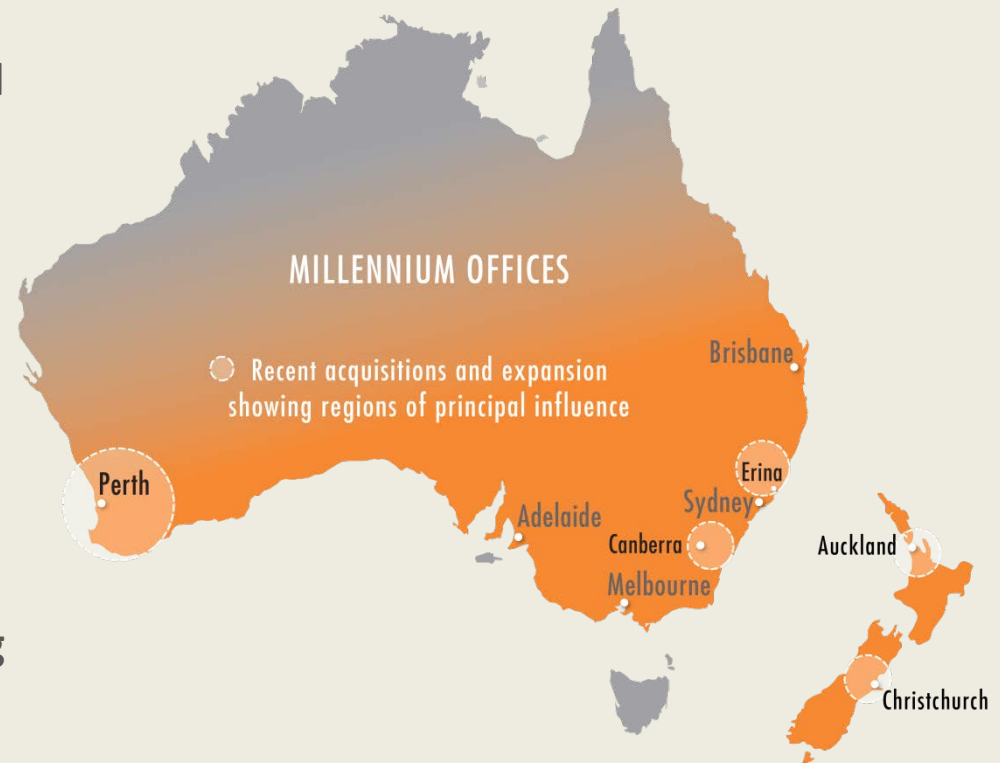 MILLENNIUM OFFICES
Recent acquisitions and expansion
showing regions of principal influence
Brisbane
Perth
Erina
Sydney
Adelaide
Canberra
Auckland
Melbourne
Christchurch